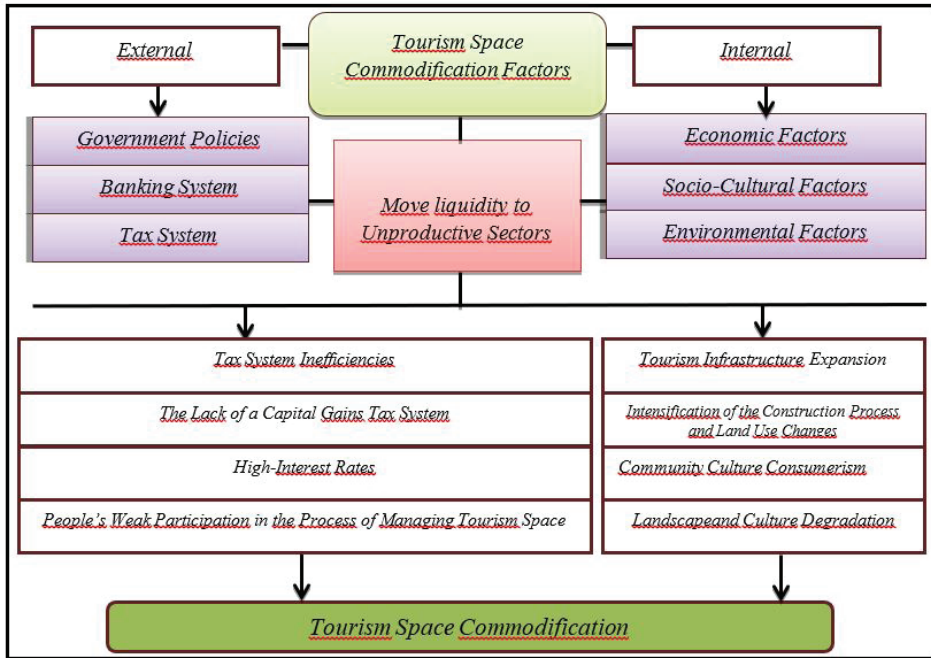 External
Tourism Space
Commodification Factors
Internal
Government Policies
Banking System
Tax System
Move liquidity to
Unproductive Sectors
Economic Factors
Socio-Cultural Factors
Environmental Factors
Tax System Inefficiencies
The Lack of a Capital Gains Tax System
High-Interest Rates
People's Weak Participation in the Process of Managing Tourism Space
Tourism Infrastructure Expansion
Intensification of the Construction Process
and Land Use Changes
Community Culture Consumerism
Landscapeand Culture Degradation
Tourism Space Commodification